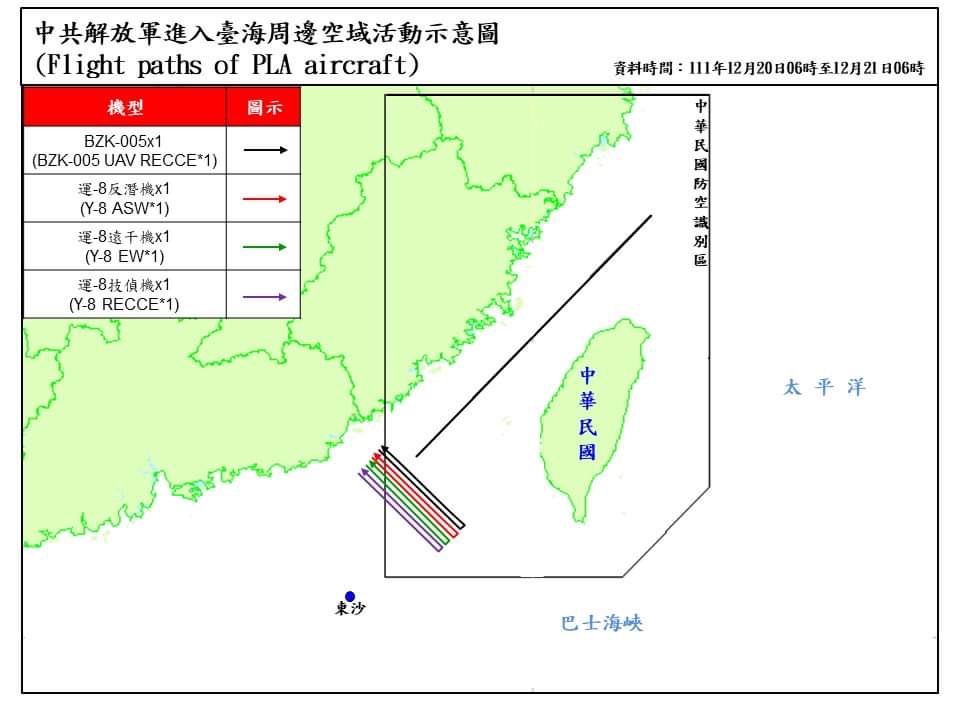 中共解放軍進入臺海周邊空域活動示意圖
(Flight paths of PLA aircraft)
資料時間：111年12月20日06時至12月21日06時
機型 圖示
BZK-005x1
(BZK-005 UAV RECCE*1)
運-8反潛機x1
(Y-8 ASW*1)
運-8遠干機x1
(Y-8 EW*1)
運-8技偵機x1
(Y-8 RECCE*1)
中華民國防空識別區
中華民國
太平洋
東沙
巴士海峽